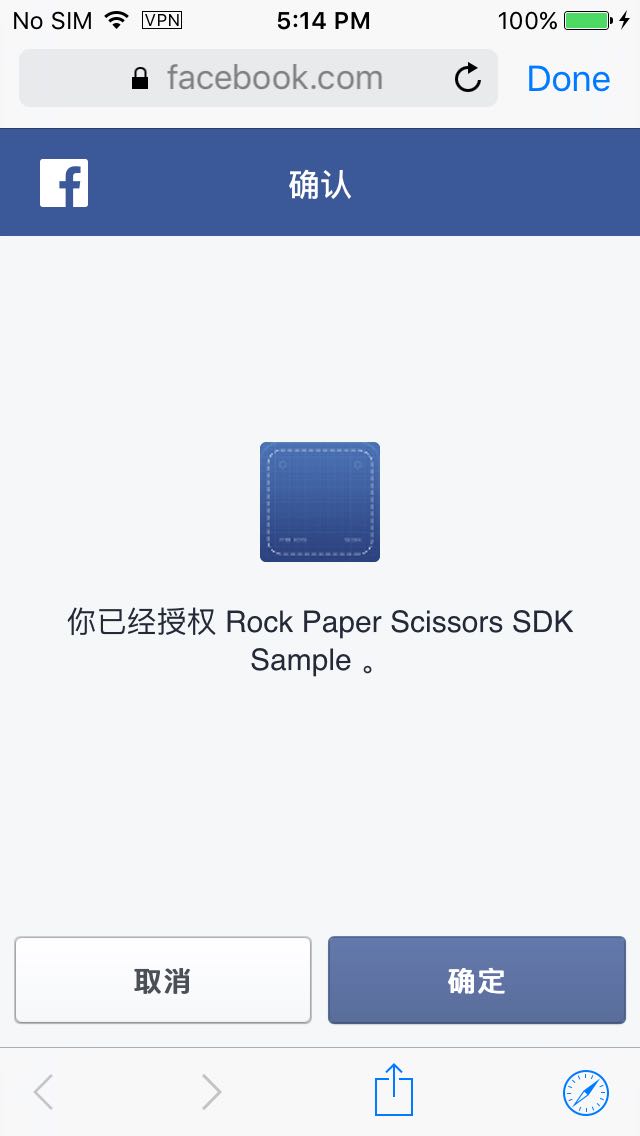 No SIM VPN 5:14 PM 100%
facebook.com Done
确认
你已经授权 Rock Paper Scissors SDK
Sample 。
取消 确定